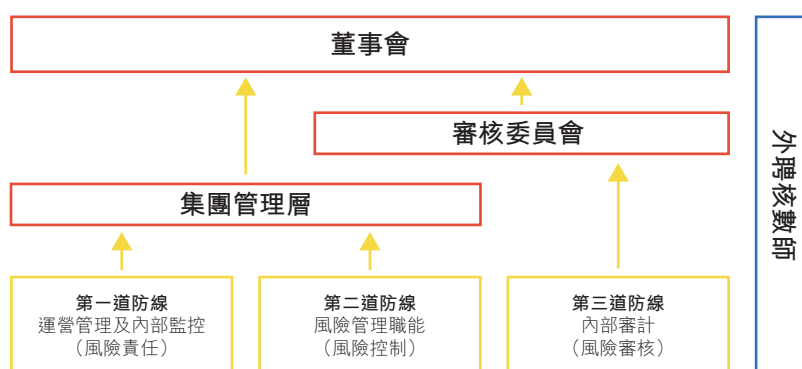 董事會
審核委員會
集團管理層
第一道防線
運營管理及內部監控
（風險責任）
第二道防線
風險管理職能
（風險控制）
第三道防線
內部審計
（風險審核）
外聘核數師